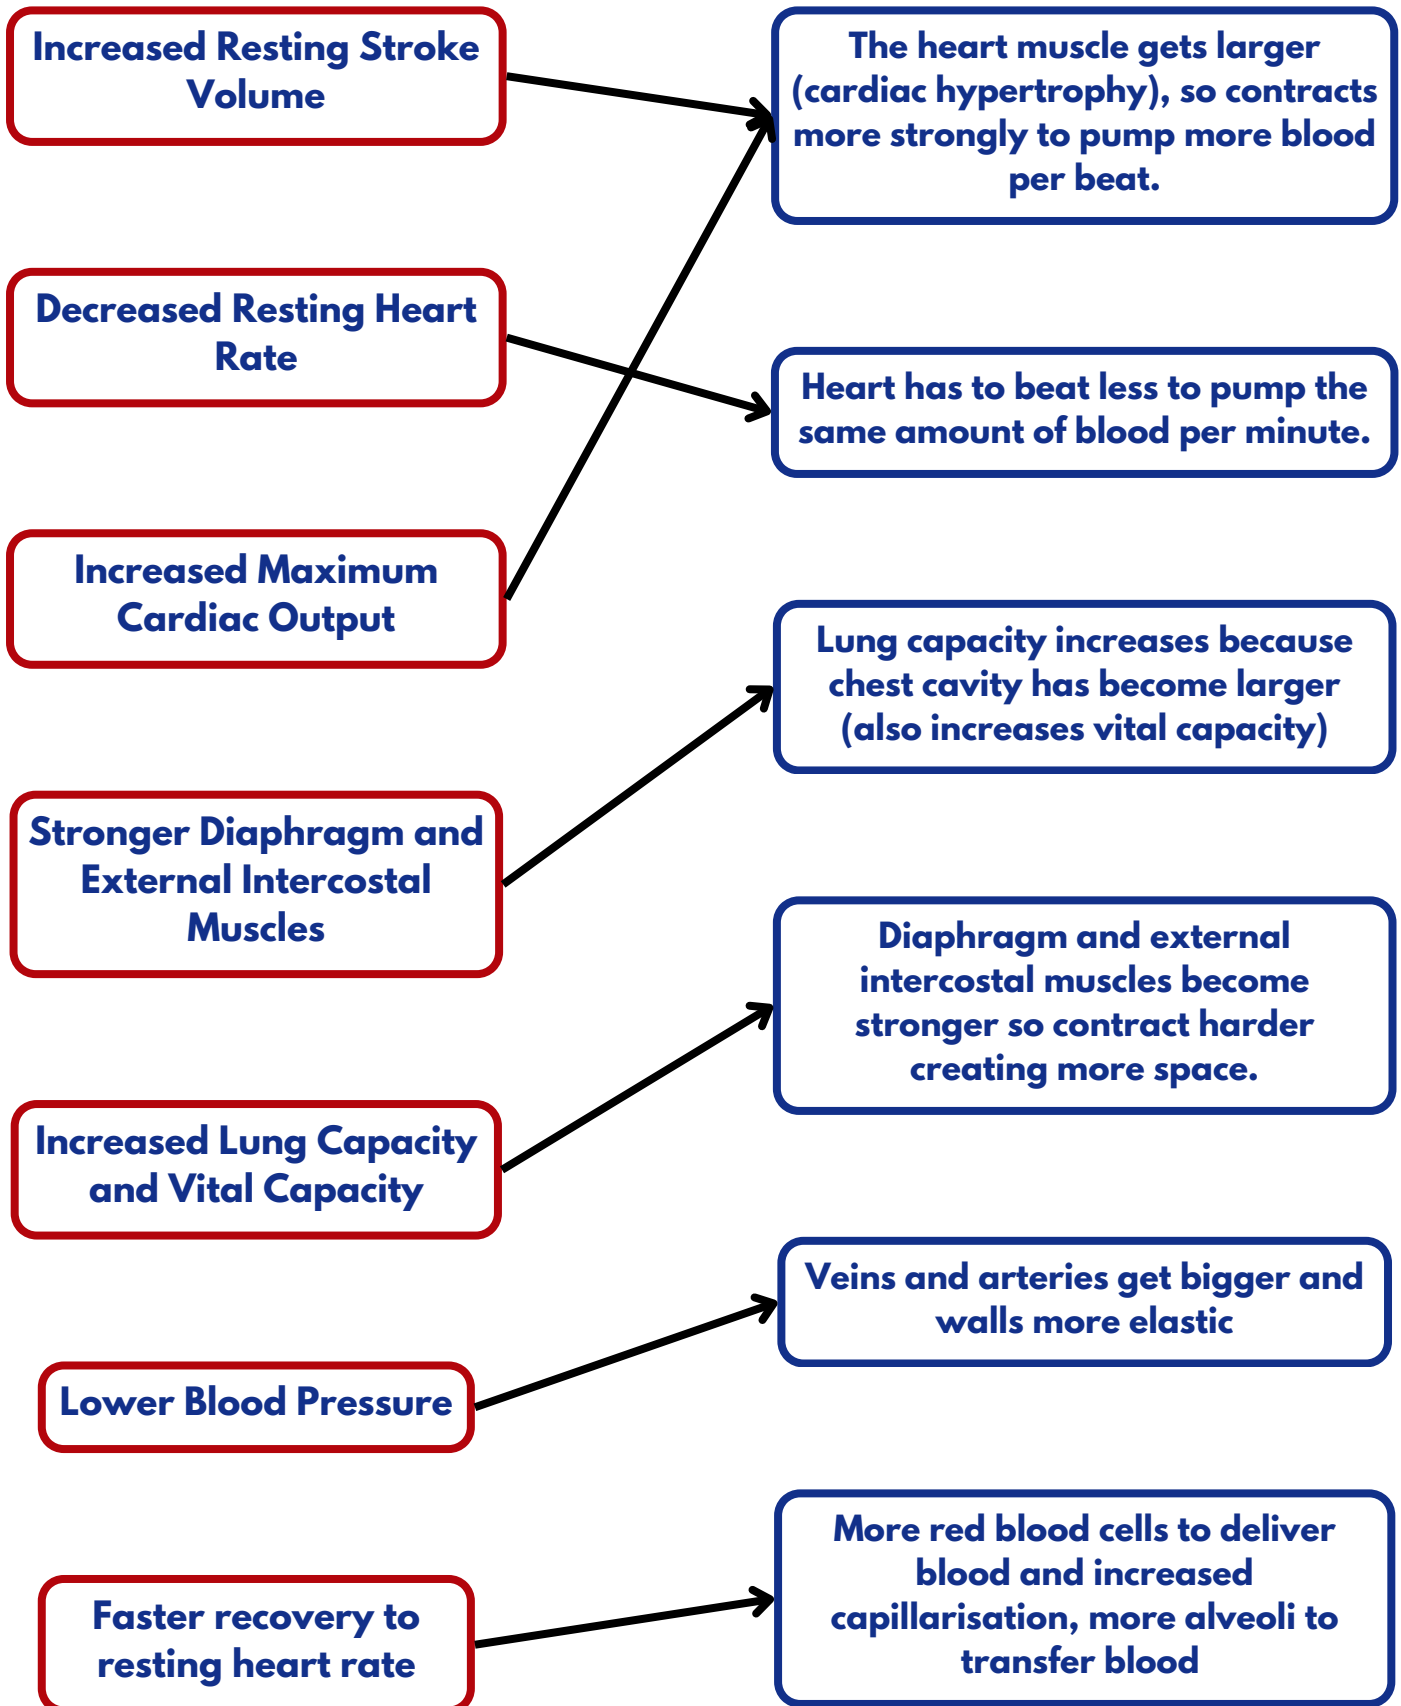 Increased Resting Stroke
Volume
The heart muscle gets larger
(cardiac hypertrophy), so contracts
more strongly to pump more blood
per beat.
Decreased Resting Heart
Rate
Heart has to beat less to pump the
same amount of blood per minute.
Increased Maximum
Cardiac Output
Lung capacity increases because
chest cavity has become larger
(also increases vital capacity)
Stronger Diaphragm and
External Intercostal
Muscles
Diaphragm and external
intercostal muscles become
stronger so contract harder
creating more space.
Increased Lung Capacity
and Vital Capacity
Veins and arteries get bigger and
walls more elastic
Lower Blood Pressure
More red blood cells to deliver
blood and increased
capillarisation, more alveoli to
transfer blood
Faster recovery to
resting heart rate